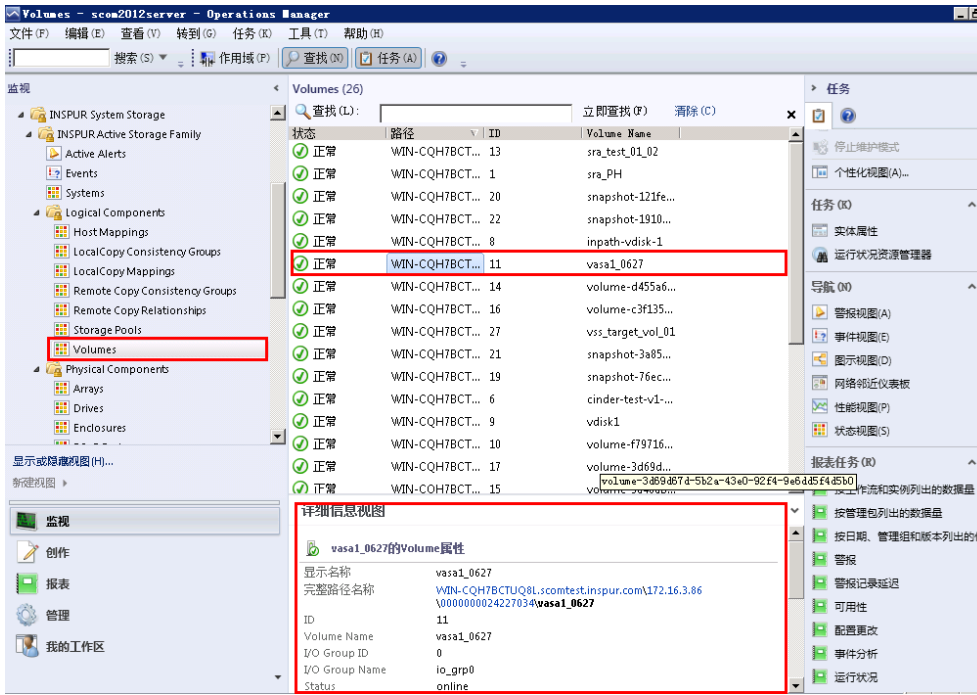 Volumes - scom2012server - Operations Manager
文件(F) 编辑(E) 查看(V) 转到(G) 任务(K) 工具(T) 帮助(H)
搜索(S) 作用域(P) 查找(N) 任务(A)
监视
INSPUR System Storage
INSPUR Active Storage Family
Active Alerts
Events
Systems
Logical Components
Host Mappings
LocalCopy Consistency Groups
LocalCopy Mappings
Remote Copy Consistency Groups
Remote Copy Relationships
Storage Pools
Volumes
Physical Components
Arrays
Drives
Enclosures
显示或隐藏视图(H)...
新建视图
监视
创作
报表
管理
我的工作区
Volumes (26)
查找(L): 立即查找(F) 清除(C)
状态 路径 ID Volume Name
正常 WIN-CQH7BCT... 13 sra_test_01_02
正常 WIN-CQH7BCT... 1 sra_PH
正常 WIN-CQH7BCT... 20 snapshot-121fe...
正常 WIN-CQH7BCT... 22 snapshot-1910...
正常 WIN-CQH7BCT... 8 inpath-vdisk-1
正常 WIN-CQH7BCT... 11 vasa1_0627
正常 WIN-CQH7BCT... 14 volume-d455a6...
正常 WIN-CQH7BCT... 16 volume-c3f135...
正常 WIN-CQH7BCT... 27 vss_target_vol_01
正常 WIN-CQH7BCT... 21 snapshot-3a85...
正常 WIN-CQH7BCT... 19 snapshot-76ec...
正常 WIN-CQH7BCT... 6 cinder-test-v1-...
正常 WIN-CQH7BCT... 9 vdisk1
正常 WIN-CQH7BCT... 10 volume-f79716...
正常 WIN-CQH7BCT... 17 volume-3d69d...
volume-3d69d67d-5b2a-43e0-92f4-9e6dd5f4d5b0
正常 WIN-CQH7BCT... 15
详细信息视图
vasa1_0627的Volume属性
显示名称 vasa1_0627
完整路径名称 WIN-CQH7BCTUQ8L.scomtest.inspur.com\172.16.3.86
\0000000024227034\vasa1_0627
ID 11
Volume Name vasa1_0627
I/O Group ID 0
I/O Group Name io_grp0
Status online
任务
停止维护模式
个性化视图(A)...
任务(K)
实体属性
运行状况资源管理器
导航(N)
警报视图(A)
事件视图(E)
图示视图(D)
网络邻近仪表板
性能视图(P)
状态视图(S)
报表任务(R)
按工作流和实例列出的数据量
按管理包列出的数据量
按日期、管理组和版本列出的
警报
警报记录延迟
可用性
配置更改
事件分析
运行状况